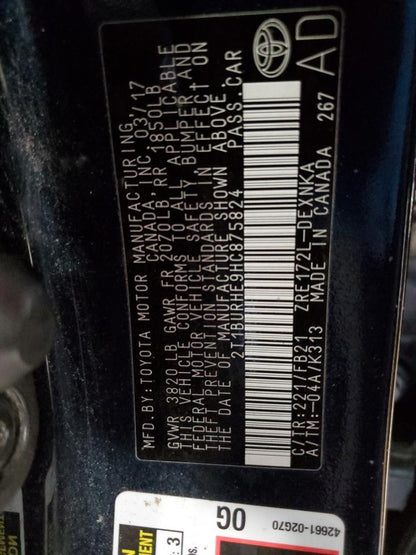 MFD.BY:TOYOTA MOTOR MANUFACTURING,
CANADA, INC. 03/17
GVWR 3820LB GAWR FR 2070LB, RR 1850LB
THIS VEHICLE CONFORMS TO ALL APPLICABLE
FEDERAL MOTOR VEHICLE SAFETY, BUMPER, AND
THEFT PREVENTION STANDARDS IN EFFECT ON
THE DATE OF MANUFACTURE SHOWN ABOVE.
2T1BURHE9HC875824 PASS.CAR
C/TR:221/FB21 ZRE172L-DEXNKA
A/TM:-04A/K313 MADE IN CANADA 267
AD
TOYOTA
42661-02G70
0G